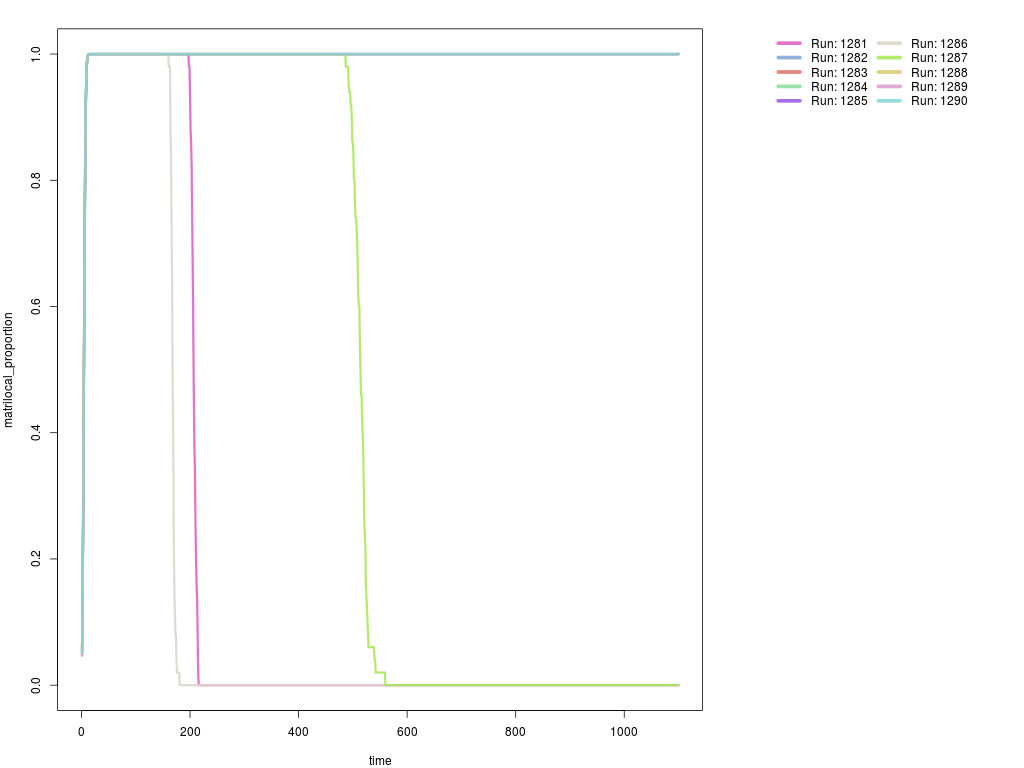 1.0
0.8
0.6
0.4
0.2
0.0
matrilocal_proportion
0 200 400 600 800 1000
time
Run: 1281 Run: 1286
Run: 1282 Run: 1287
Run: 1283 Run: 1288
Run: 1284 Run: 1289
Run: 1285 Run: 1290